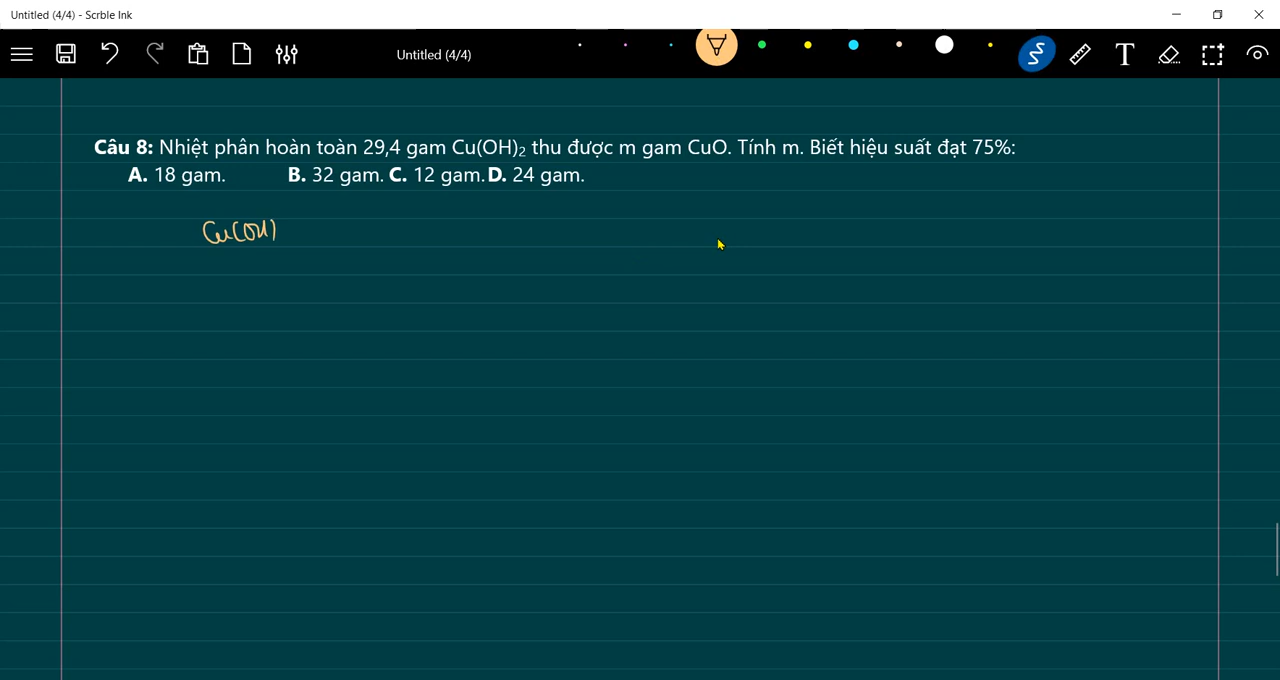 Untitled (4/4) - Scrble Ink
Untitled (4/4)
T
Câu 8: Nhiệt phân hoàn toàn 29,4 gam Cu(OH)₂ thu được m gam CuO. Tính m. Biết hiệu suất đạt 75%:
A. 18 gam. B. 32 gam. C. 12 gam. D. 24 gam.
Cu(OH)